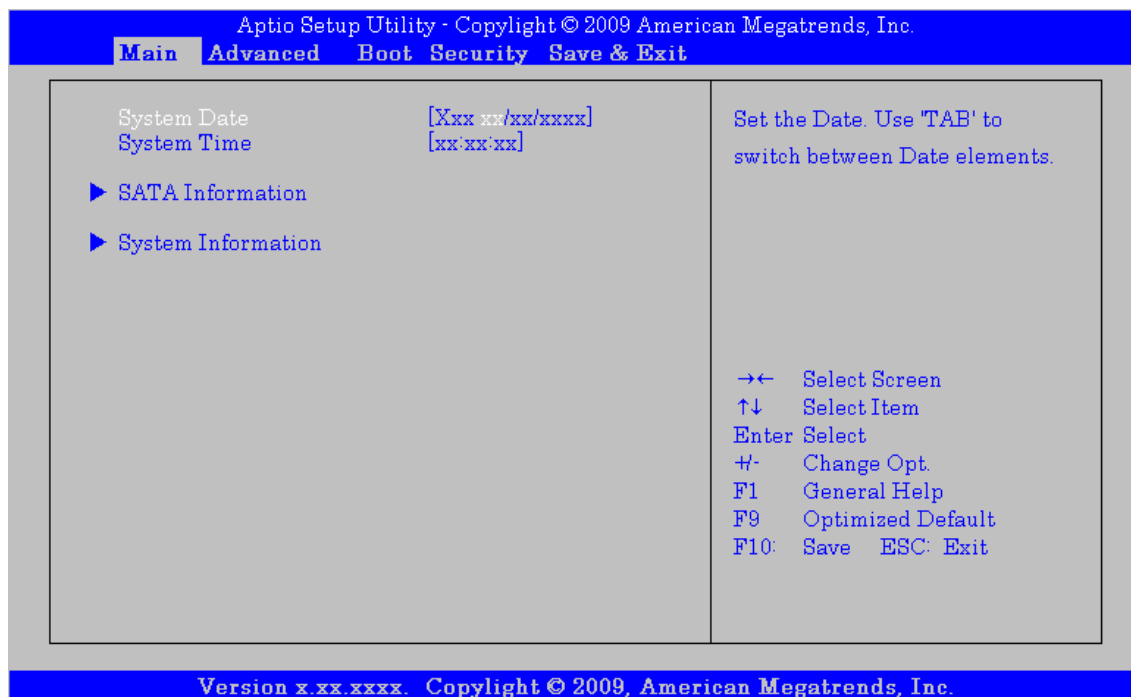 Aptio Setup Utility - Copylight © 2009 American Megatrends, Inc.
Main Advanced Boot Security Save & Exit
System Date [Xxx xx/xx/xxxx]
System Time [xx:xx:xx]
▶ SATA Information
▶ System Information
Set the Date. Use 'TAB' to
switch between Date elements.
→← Select Screen
↑↓ Select Item
Enter Select
+/- Change Opt.
F1 General Help
F9 Optimized Default
F10: Save ESC: Exit
Version x.xx.xxxx. Copylight © 2009, American Megatrends, Inc.